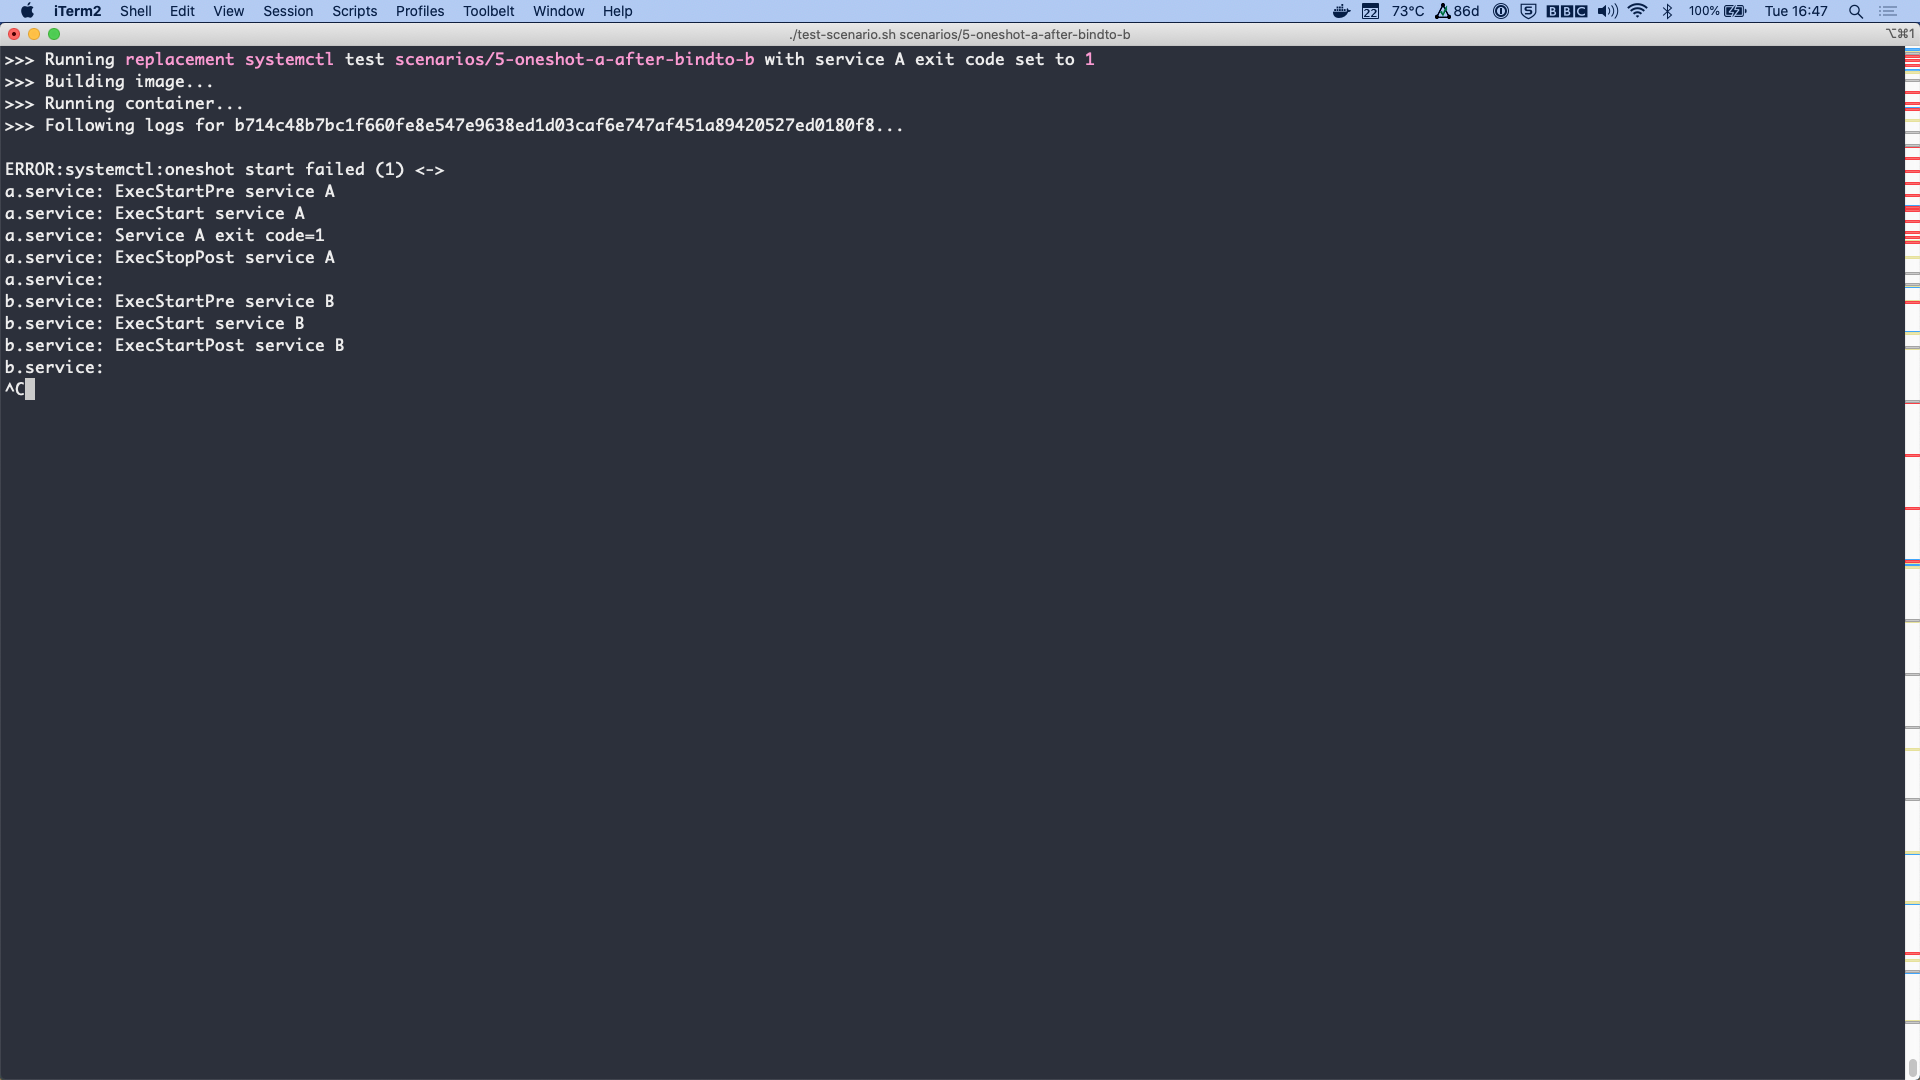 iTerm2 Shell Edit View Session Scripts Profiles Toolbelt Window Help 22 73°C 86d BBC 100% Tue 16:47
./test-scenario.sh scenarios/5-oneshot-a-after-bindto-b ⌥⌘1
>>> Running replacement systemctl test scenarios/5-oneshot-a-after-bindto-b with service A exit code set to 1
>>> Building image...
>>> Running container...
>>> Following logs for b714c48b7bc1f660fe8e547e9638ed1d03caf6e747af451a89420527ed0180f8...
ERROR:systemctl:oneshot start failed (1) <->
a.service: ExecStartPre service A
a.service: ExecStart service A
a.service: Service A exit code=1
a.service: ExecStopPost service A
a.service:
b.service: ExecStartPre service B
b.service: ExecStart service B
b.service: ExecStartPost service B
b.service:
^C